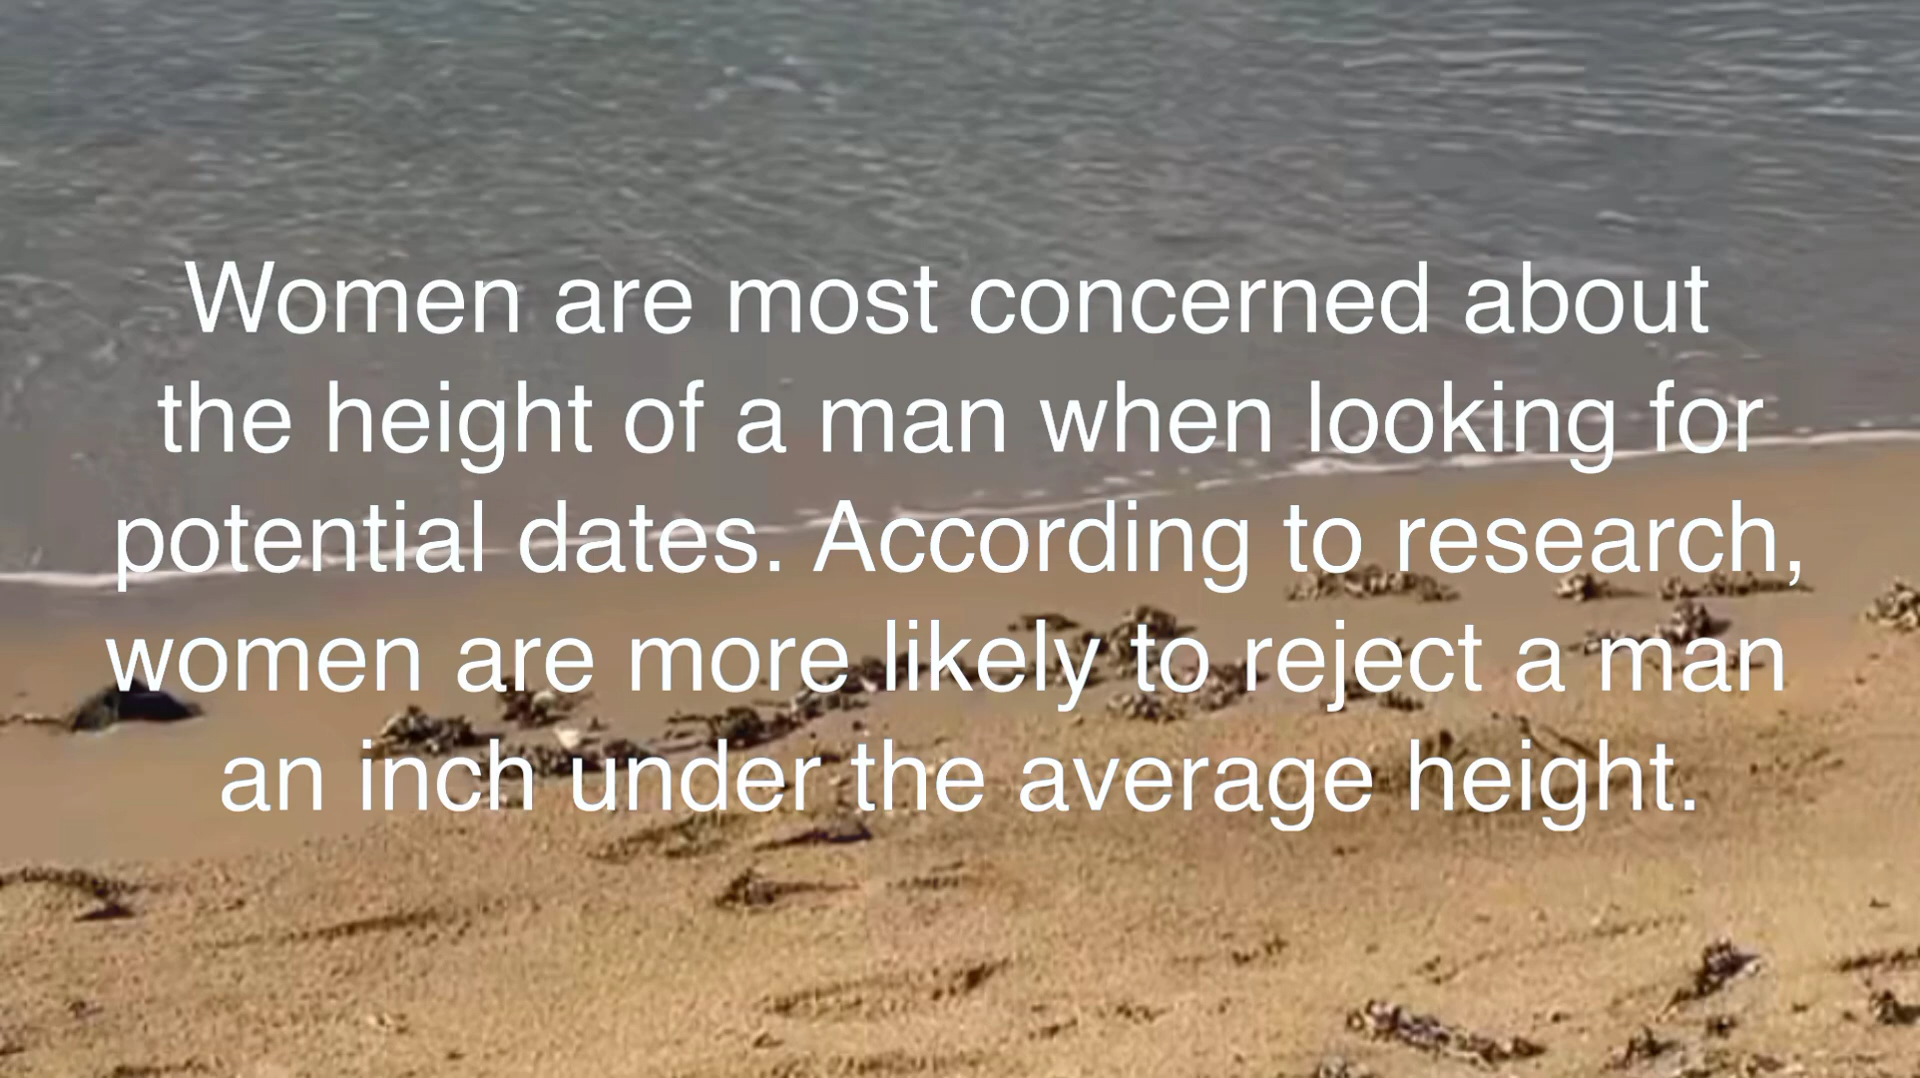 Women are most concerned about
the height of a man when looking for
potential dates. According to research,
women are more likely to reject a man
an inch under the average height.